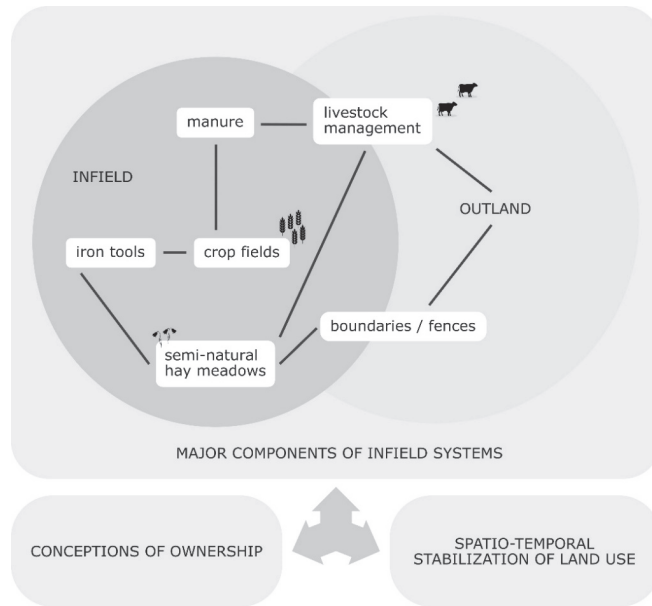 manure
livestock
management
INFIELD
OUTLAND
iron tools
crop fields
boundaries / fences
semi-natural
hay meadows
MAJOR COMPONENTS OF INFIELD SYSTEMS
CONCEPTIONS OF OWNERSHIP
SPATIO-TEMPORAL
STABILIZATION OF LAND USE